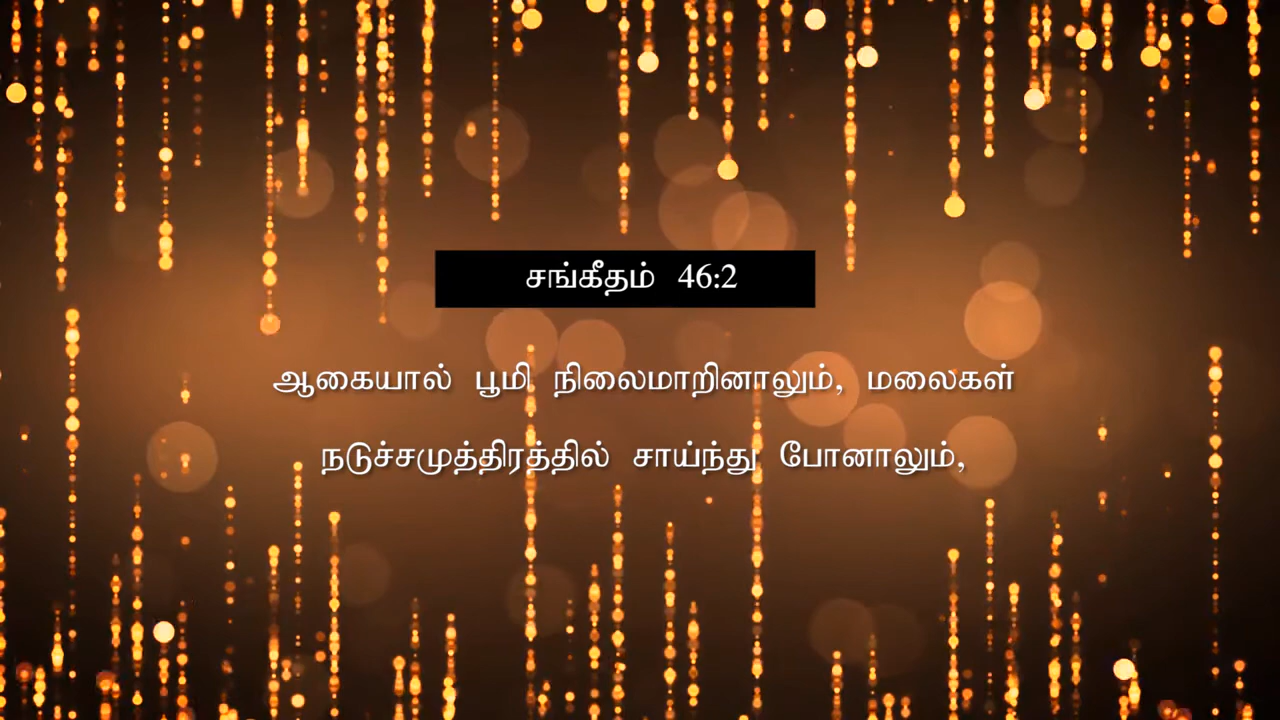 சங்கீதம் 46:2
ஆகையால் பூமி நிலைமாறினாலும், மலைகள்
நடுச்சமுத்திரத்தில் சாய்ந்து போனாலும்,